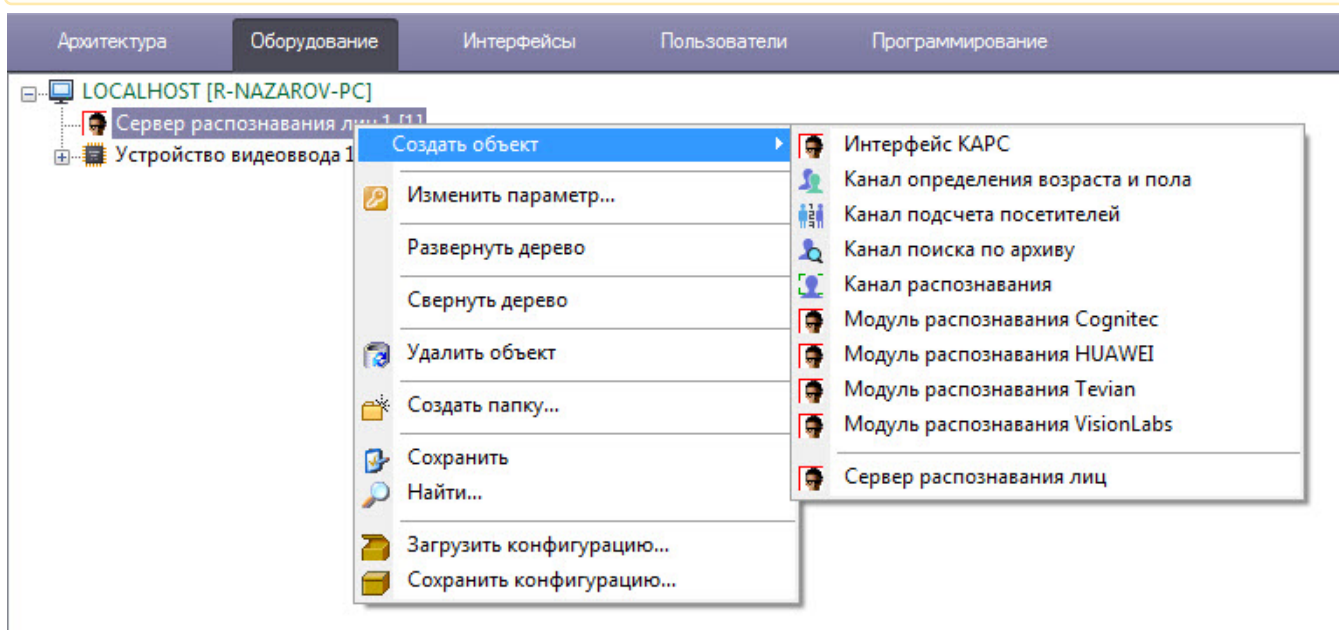 Архитектура Оборудование Интерфейсы Пользователи Программирование
LOCALHOST [R-NAZAROV-PC]
Сервер распознавания лиц 1 [1]
Устройство видеоввода 1
Создать объект
Изменить параметр...
Развернуть дерево
Свернуть дерево
Удалить объект
Создать папку...
Сохранить
Найти...
Загрузить конфигурацию...
Сохранить конфигурацию...
Интерфейс КАРС
Канал определения возраста и пола
Канал подсчета посетителей
Канал поиска по архиву
Канал распознавания
Модуль распознавания Cognitec
Модуль распознавания HUAWEI
Модуль распознавания Tevian
Модуль распознавания VisionLabs
Сервер распознавания лиц